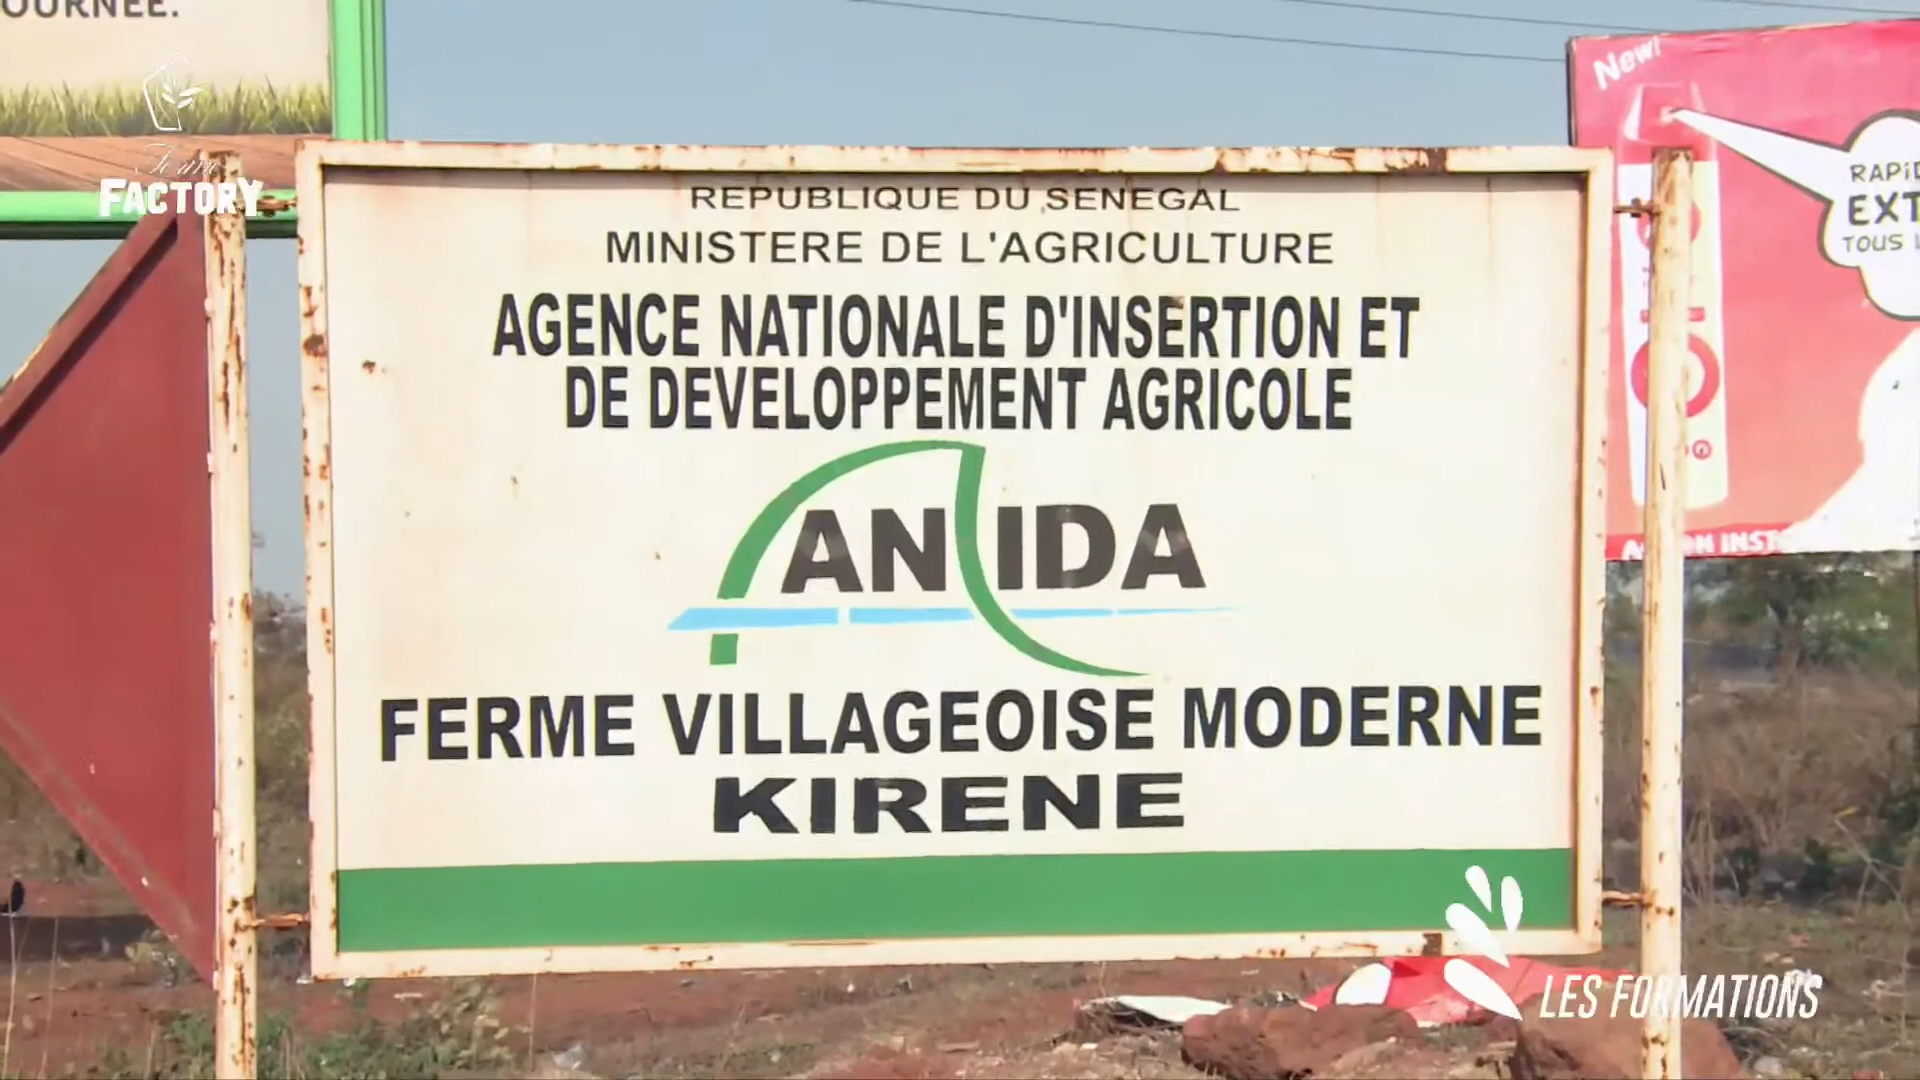 OURNEE.
Team
FACTORY
REPUBLIQUE DU SENEGAL
MINISTERE DE L'AGRICULTURE
AGENCE NATIONALE D'INSERTION ET
DE DEVELOPPEMENT AGRICOLE
ANIDA
FERME VILLAGEOISE MODERNE
KIRENE
New!
EXT
TOUS
LES FORMATIONS